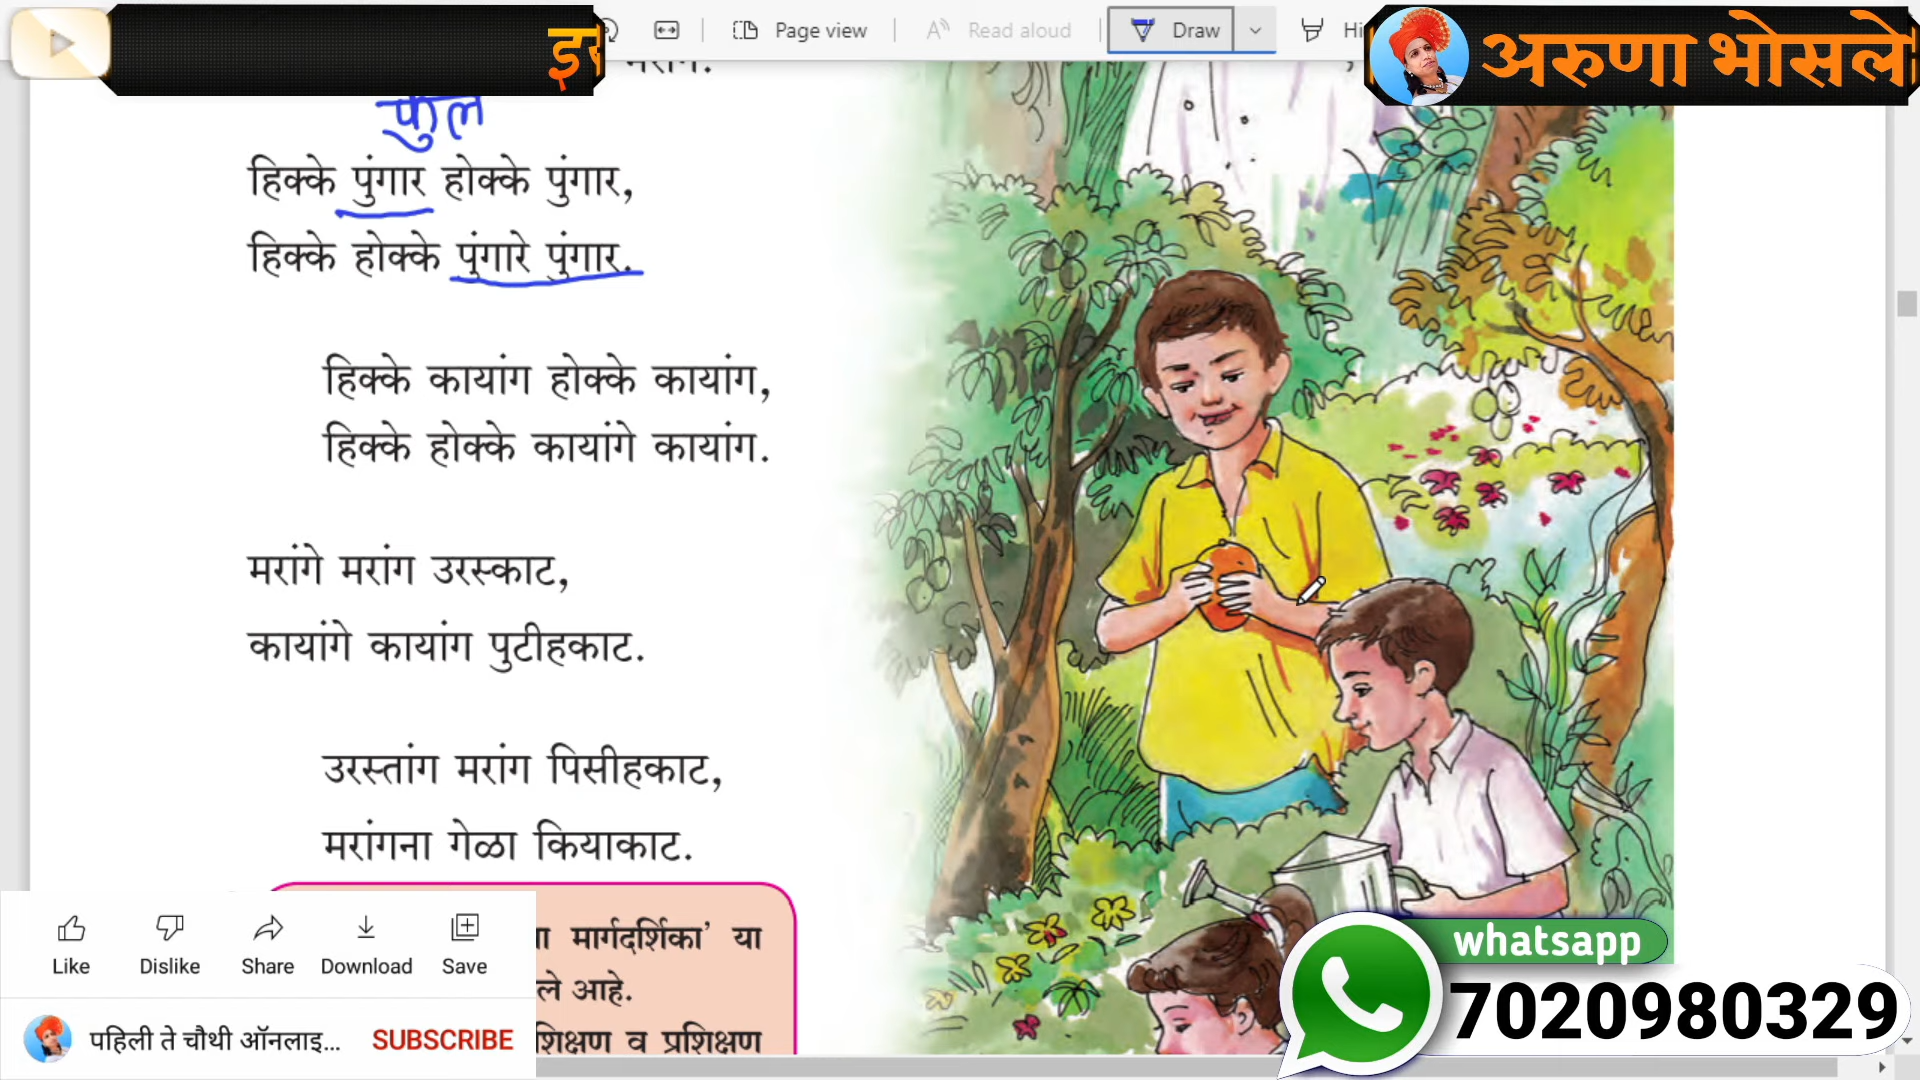 Page view
Read aloud
Draw
अरुणा भोसले
फुल
हिक्के पुंगार होक्के पुंगार,
हिक्के होक्के पुंगारे पुंगार.
हिक्के कायांग होक्के कायांग,
हिक्के होक्के कायांगे कायांग.
मरांगे मरांग उरस्काट,
कायांगे कायांग पुटीहकाट.
उरस्तांग मरांग पिसीहकाट,
मरांगना गेळा कियाकाट.
मार्गदर्शिका' या
ले आहे.
शिक्षण व प्रशिक्षण
Like Dislike Share Download Save
पहिली ते चौथी ऑनलाइ... SUBSCRIBE
whatsapp
7020980329